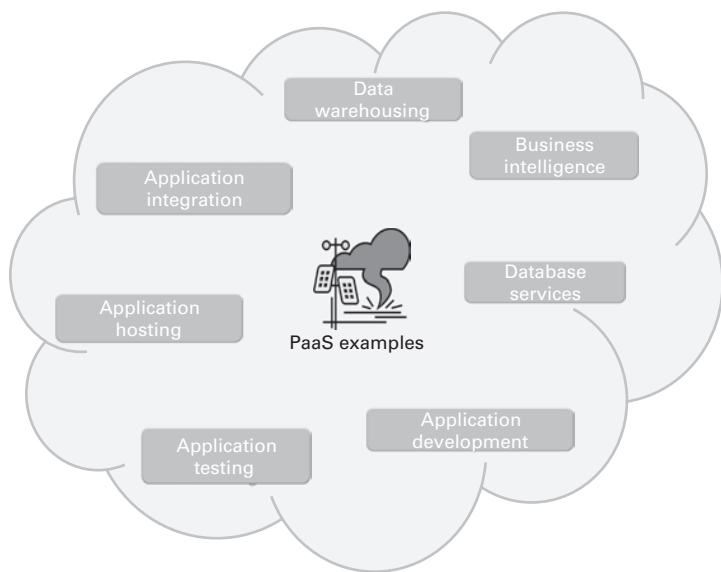 Data
warehousing
Business
intelligence
Application
integration
Database
services
Application
hosting
PaaS examples
Application
development
Application
testing